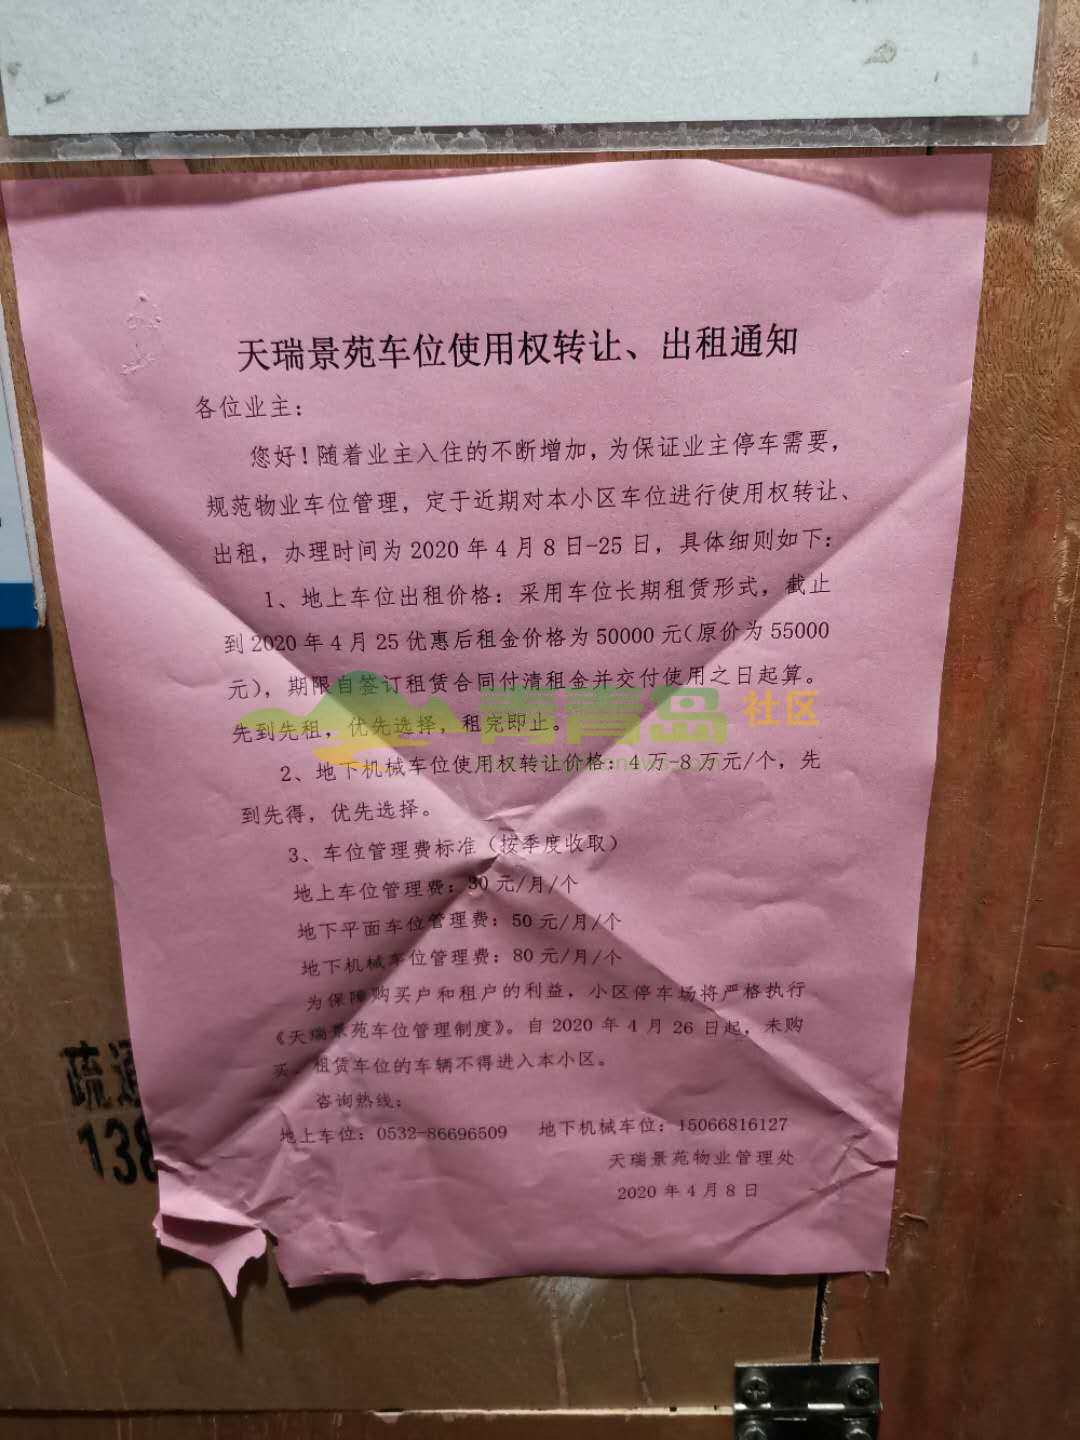 天瑞景苑车位使用权转让、出租通知
各位业主:
您好!随着业主入住的不断增加,为保证业主停车需要,
规范物业车位管理,定于近期对本小区车位进行使用权转让、
出租,办理时间为2020年4月8日-25日,具体细则如下:
1、地上车位出租价格:采用车位长期租赁形式,截止
到2020年4月25优惠后租金价格为50000元(原价为55000
元),期限自签订租赁合同付清租金并交付使用之日起算。
先到先租,优先选择,租完即止。
青青岛 社区
2、地下机械车位使用权转让价格:4万-8万元/个,先
到先得,优先选择。
3、车位管理费标准(按季度收取)
地上车位管理费:30元/月/个
地下平面车位管理费:50元/月/个
地下机械车位管理费:80元/月/个
为保障购买户和租户的利益,小区停车场将严格执行
《天瑞景苑车位管理制度》。自2020年4月26日起,未购
买、租赁车位的车辆不得进入本小区。
咨询热线:
地上车位:0532-86696509 地下机械车位:15066816127
天瑞景苑物业管理处
2020年4月8日
疏通
138